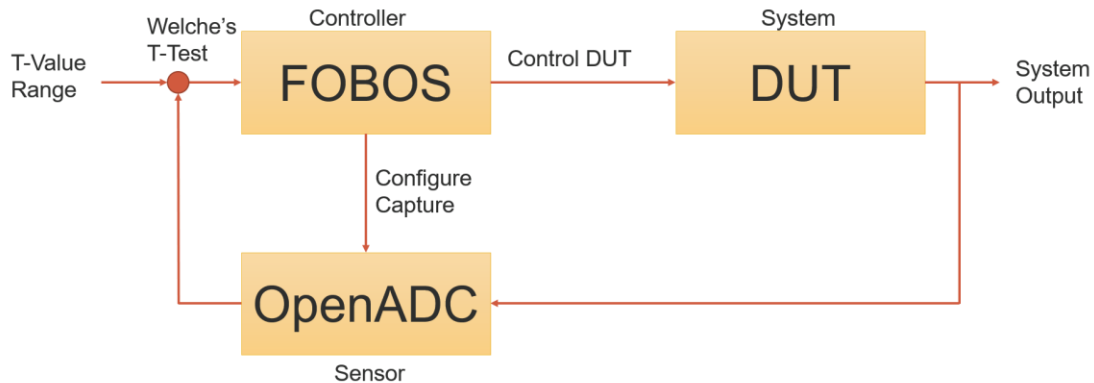 Controller
System
Welche's
T-Test
T-Value
Range
FOBOS
Control DUT
DUT
System
Output
Configure
Capture
OpenADC
Sensor